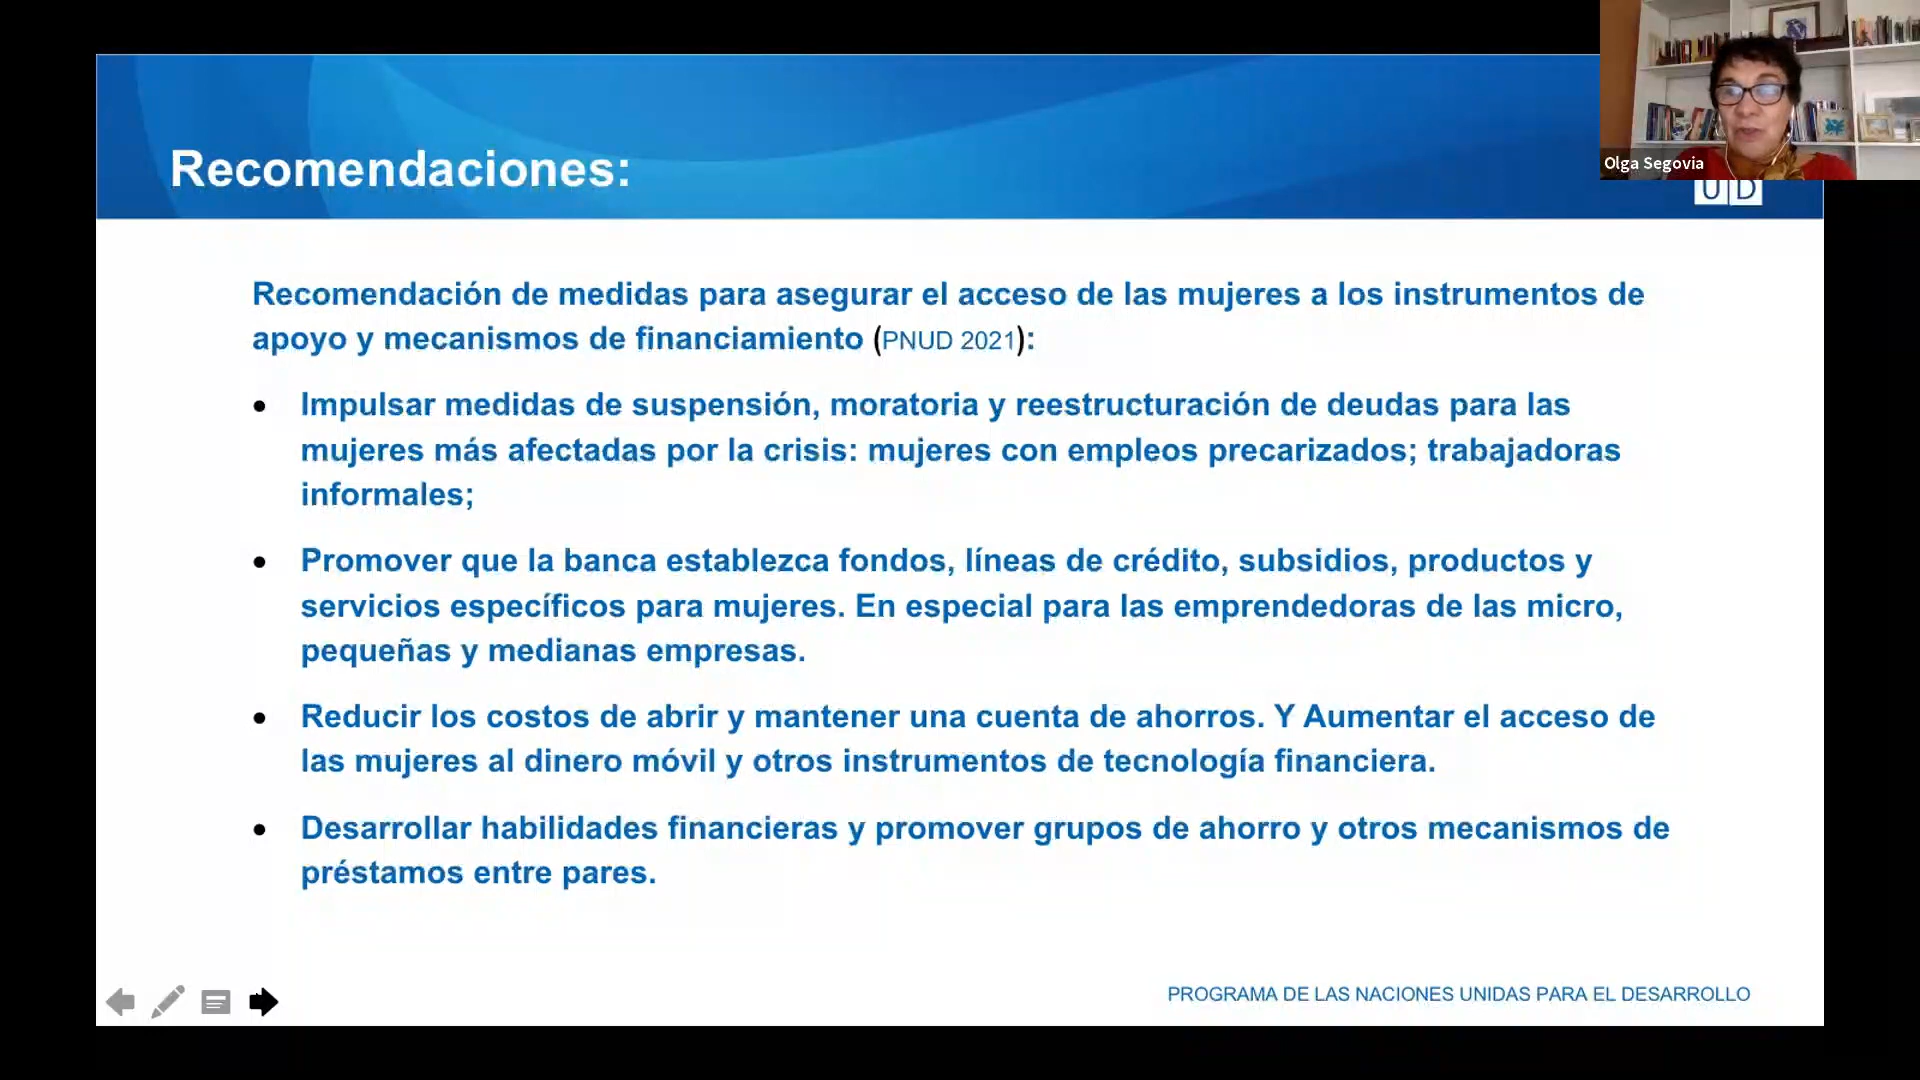 Olga Segovia
U D
Recomendaciones:
Recomendación de medidas para asegurar el acceso de las mujeres a los instrumentos de
apoyo y mecanismos de financiamiento (PNUD 2021):
• Impulsar medidas de suspensión, moratoria y reestructuración de deudas para las
mujeres más afectadas por la crisis: mujeres con empleos precarizados; trabajadoras
informales;
• Promover que la banca establezca fondos, líneas de crédito, subsidios, productos y
servicios específicos para mujeres. En especial para las emprendedoras de las micro,
pequeñas y medianas empresas.
• Reducir los costos de abrir y mantener una cuenta de ahorros. Y Aumentar el acceso de
las mujeres al dinero móvil y otros instrumentos de tecnología financiera.
• Desarrollar habilidades financieras y promover grupos de ahorro y otros mecanismos de
préstamos entre pares.
PROGRAMA DE LAS NACIONES UNIDAS PARA EL DESARROLLO